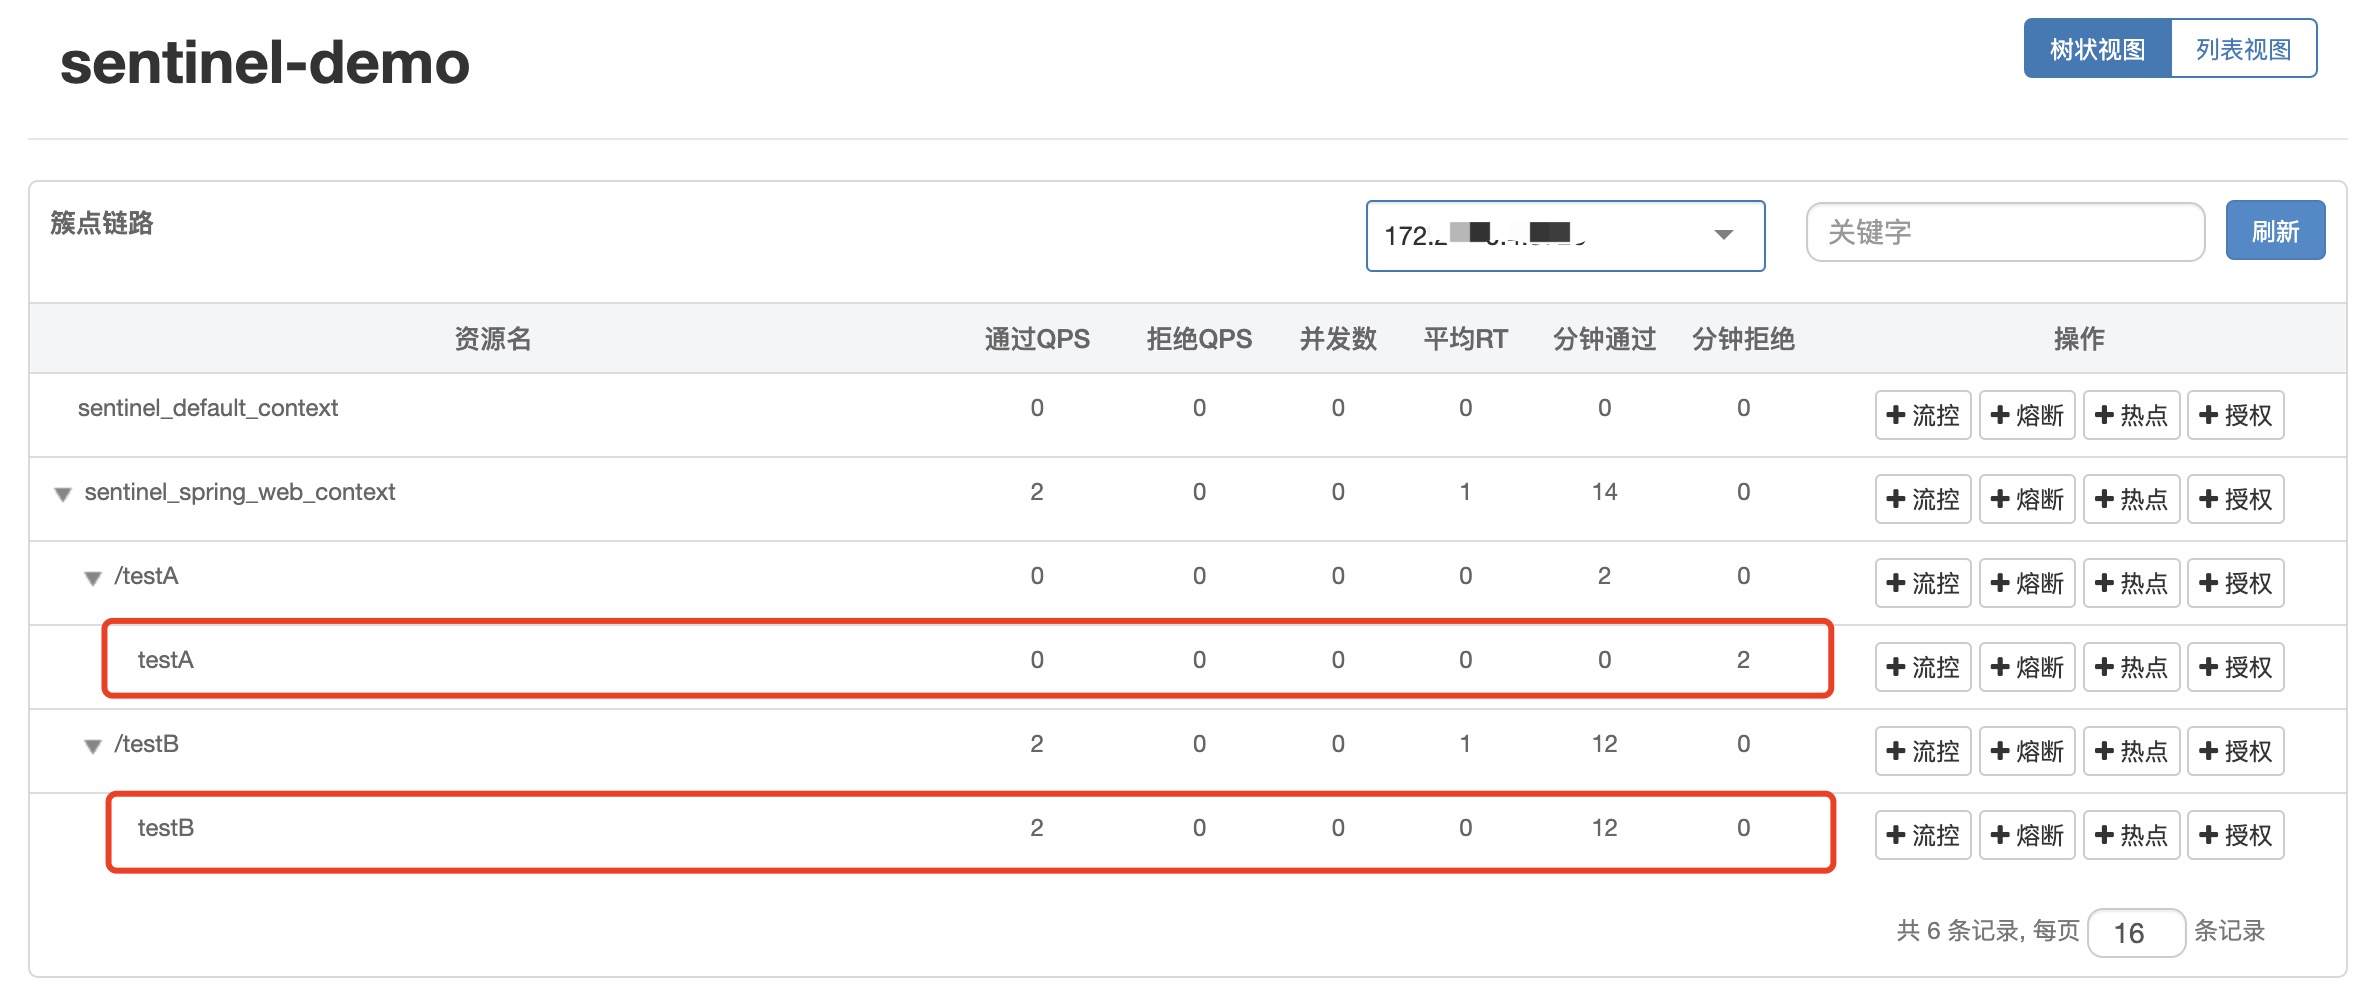 sentinel-demo
树状视图 列表视图
簇点链路 关键字 刷新
资源名 通过QPS 拒绝QPS 并发数 平均RT 分钟通过 分钟拒绝 操作
sentinel_default_context 0 0 0 0 0 0 流控 熔断 热点 授权
sentinel_spring_web_context 2 0 0 1 14 0 流控 熔断 热点 授权
/testA 0 0 0 0 2 0 流控 熔断 热点 授权
testA 0 0 0 0 0 2 流控 熔断 热点 授权
/testB 2 0 0 1 12 0 流控 熔断 热点 授权
testB 2 0 0 0 12 0 流控 熔断 热点 授权
共 6 条记录, 每页 16 条记录